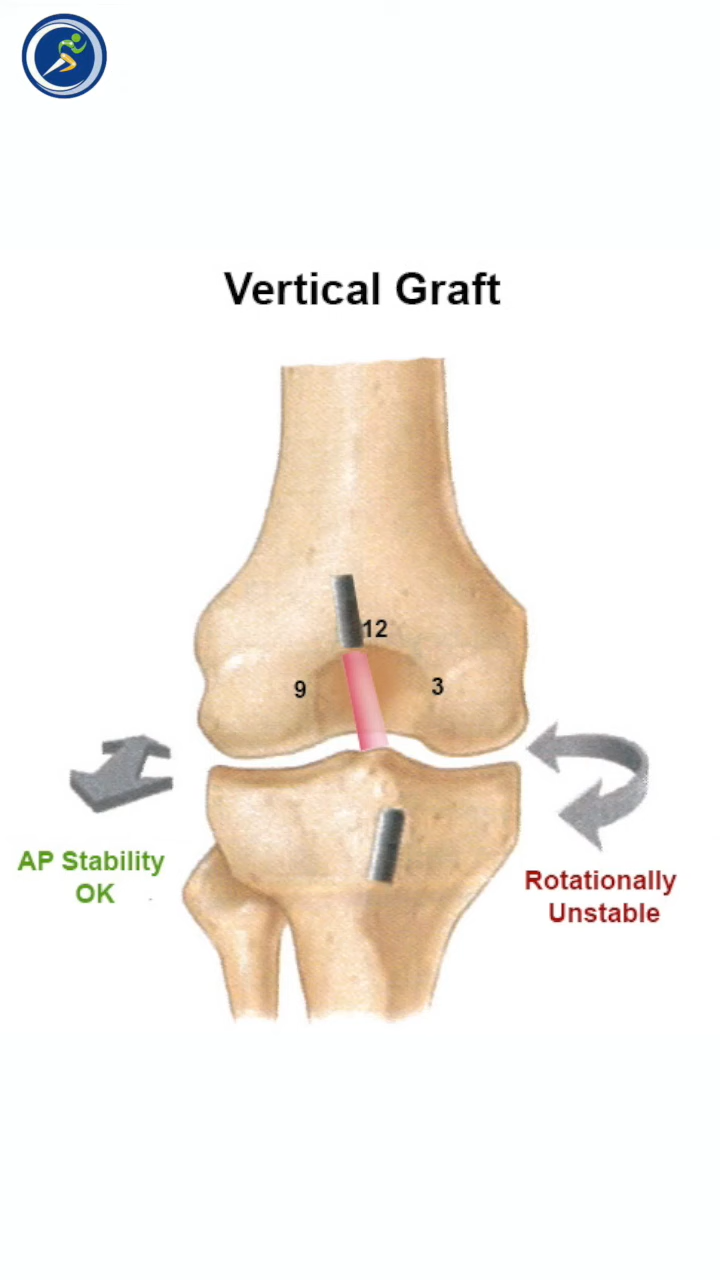 Vertical Graft
12
9
3
AP Stability
OK
Rotationally
Unstable